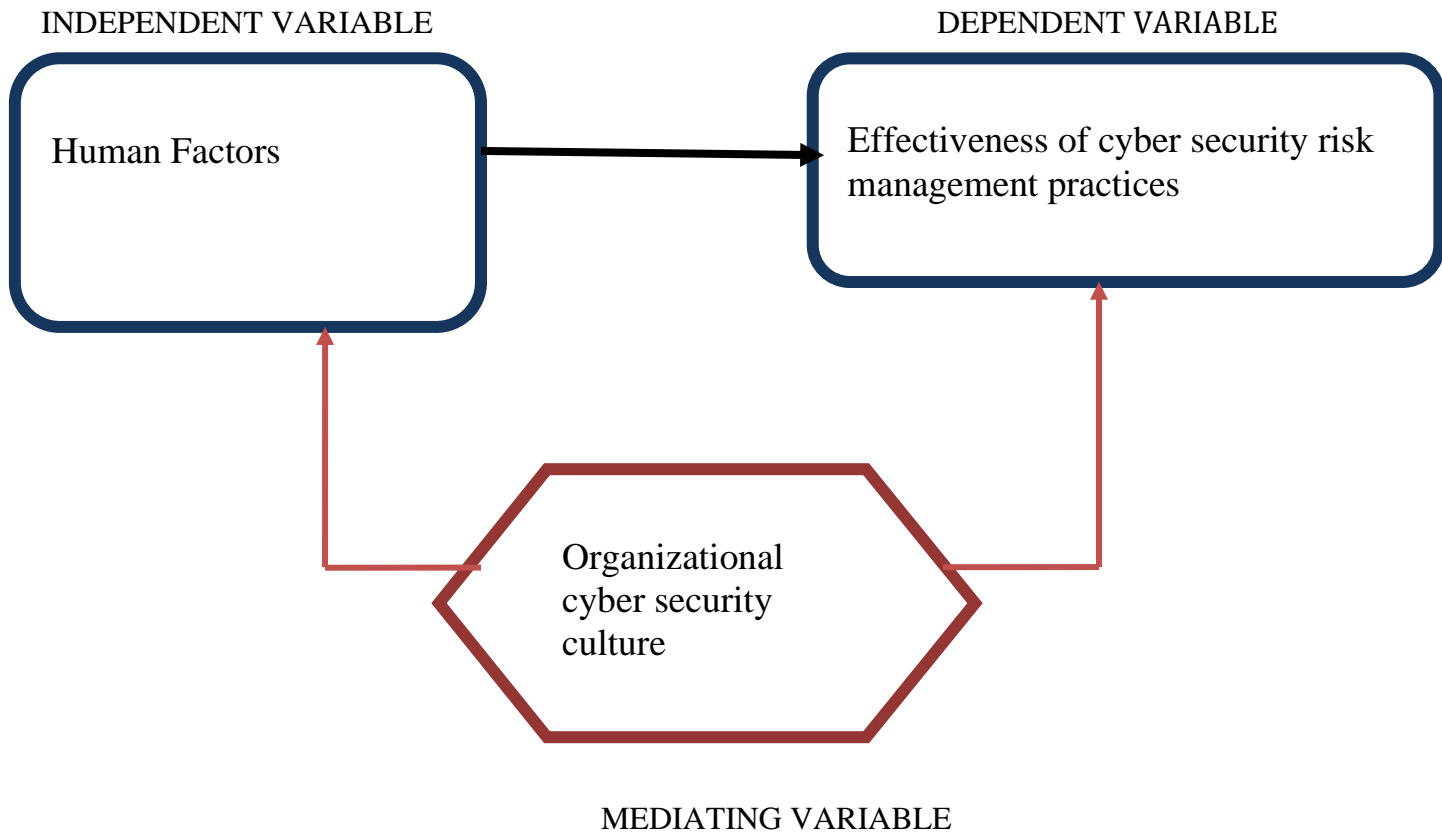 INDEPENDENT VARIABLE
DEPENDENT VARIABLE
Human Factors
Effectiveness of cyber security risk
management practices
Organizational
cyber security
culture
MEDIATING VARIABLE